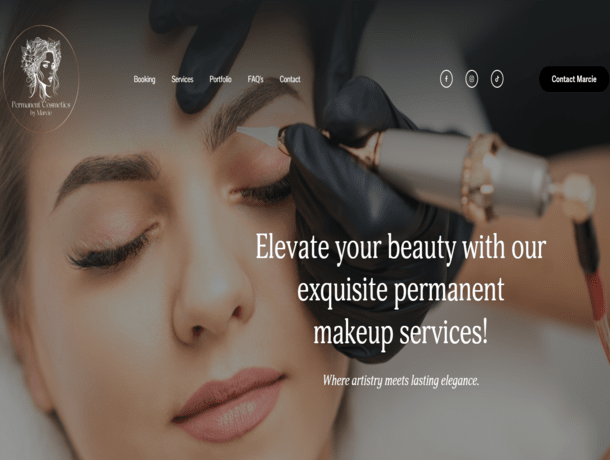 Permanent Cosmetics
by Marcie
Booking Services Portfolio FAQ's Contact
Contact Marcie
Elevate your beauty with our
exquisite permanent
makeup services!
Where artistry meets lasting elegance.